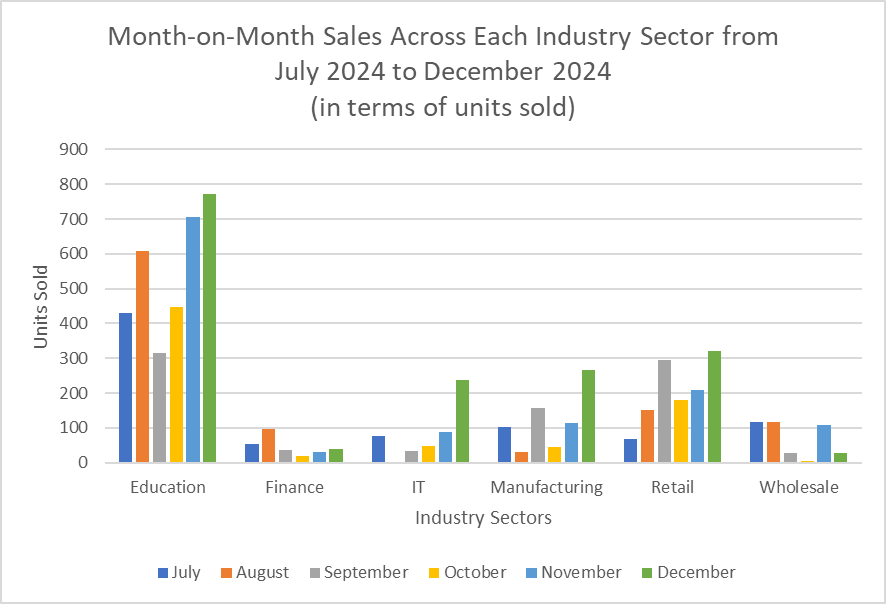 Month-on-Month Sales Across Each Industry Sector from
July 2024 to December 2024
(in terms of units sold)
900
800
700
600
500
400
300
200
100
0
Units Sold
Education Finance IT Manufacturing Retail Wholesale
Industry Sectors
July August September October November December